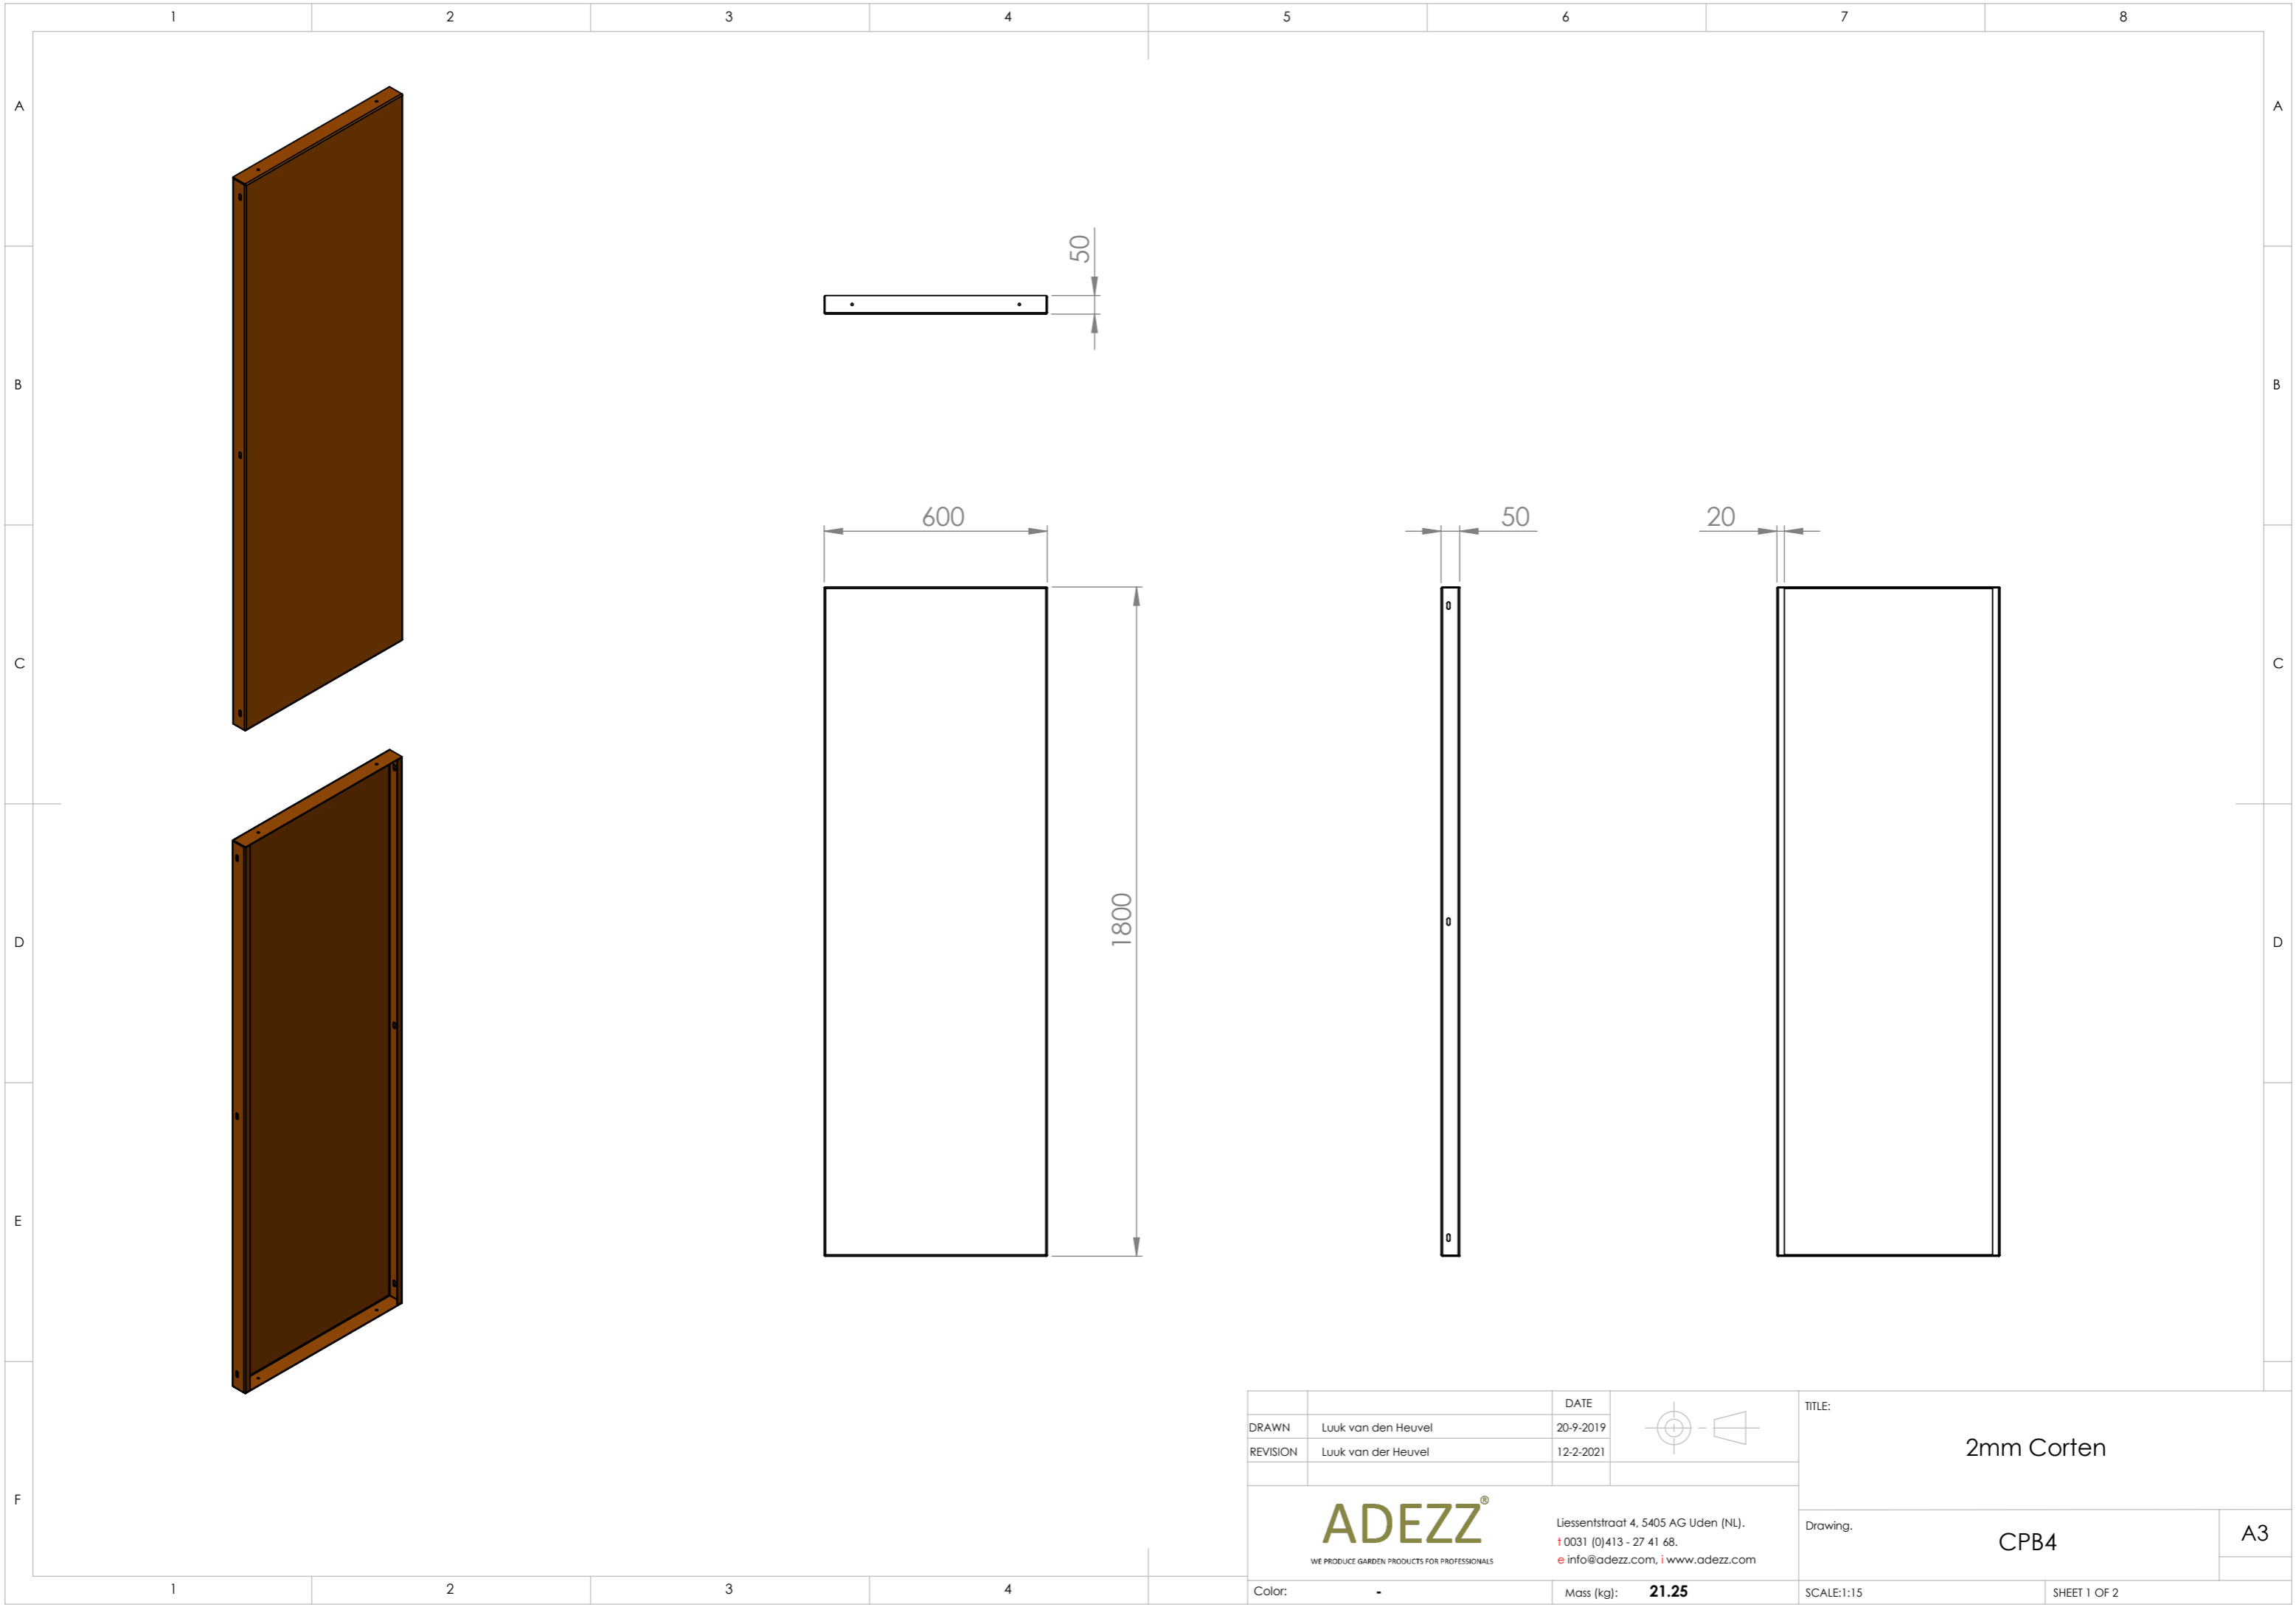 1 2 3 4 5 6 7 8
A A
50
B B
600 50 20
C C
1800
D D
E E
DATE
DRAWN Luuk van den Heuvel 20-9-2019
REVISION Luuk van der Heuvel 12-2-2021
TITLE:
2mm Corten
F
ADEZZ®
WE PRODUCE GARDEN PRODUCTS FOR PROFESSIONALS
Liessentstraat 4, 5405 AG Uden (NL).
t 0031 (0)413 - 27 41 68.
e info@adezz.com, i www.adezz.com
Drawing.
CPB4
A3
Color: -
Mass (kg): 21.25
SCALE:1:15
SHEET 1 OF 2
1 2 3 4